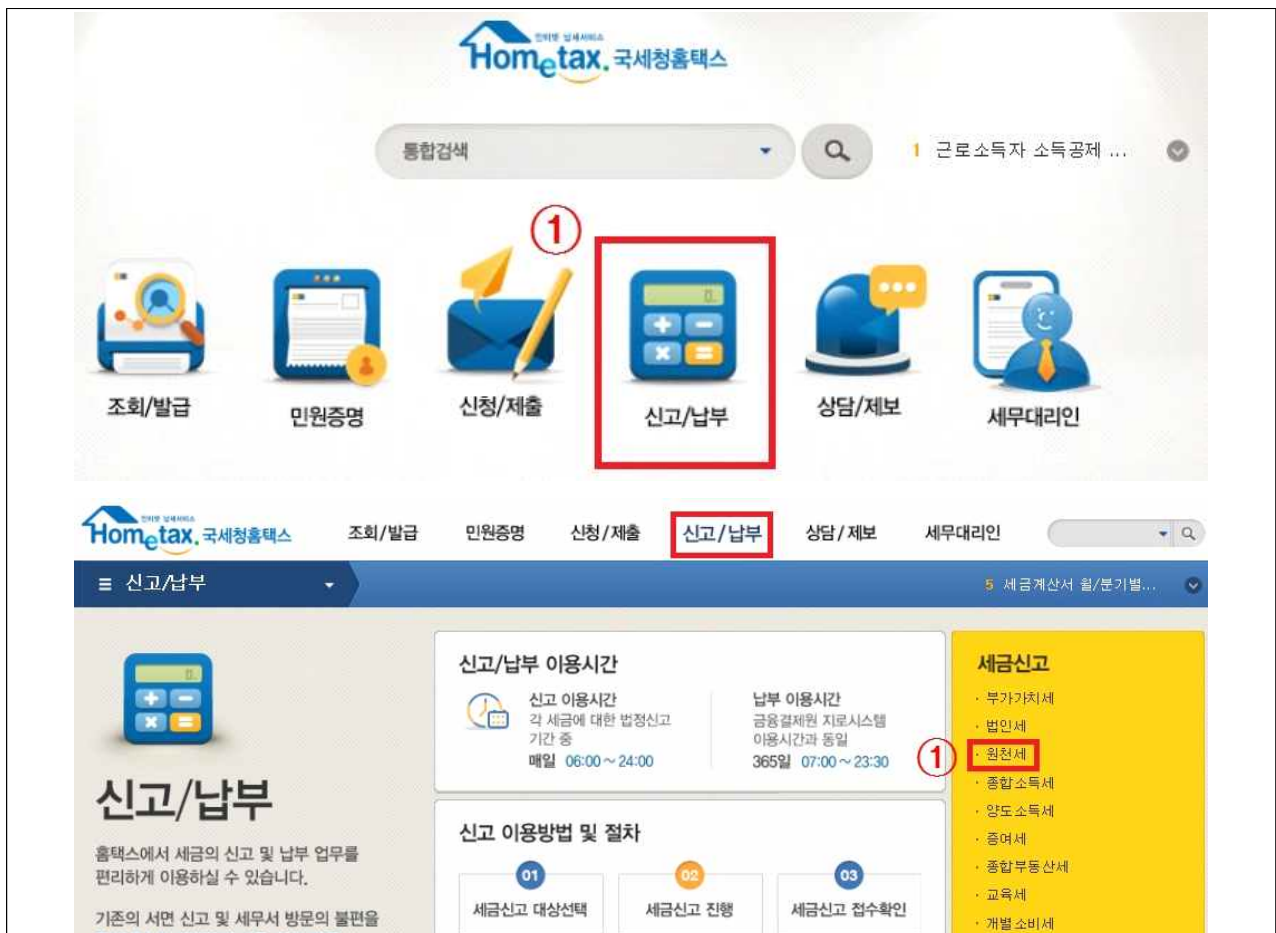 인터넷 납세서비스
Hometax. 국세청홈택스
통합검색
1 근로소득자 소득공제 ...
①
조회/발급
민원증명
신청/제출
신고/납부
상담/제보
세무대리인
인터넷 납세서비스
Hometax. 국세청홈택스
조회/발급 민원증명 신청/제출 신고/납부 상담/제보 세무대리인
≡ 신고/납부
5 세금계산서 월/분기별...
신고/납부
홈택스에서 세금의 신고 및 납부 업무를
편리하게 이용하실 수 있습니다.
기존의 서면 신고 및 세무서 방문의 불편을
신고/납부 이용시간
신고 이용시간
각 세금에 대한 법정신고
기간 중
매일 06:00 ~ 24:00
납부 이용시간
금융결제원 지로시스템
이용시간과 동일
365일 07:00 ~ 23:30
신고 이용방법 및 절차
01
세금신고 대상선택
02
세금신고 진행
03
세금신고 접수확인
세금신고
· 부가가치세
· 법인세
①
· 원천세
· 종합소득세
· 양도소득세
· 증여세
· 종합부동산세
· 교육세
· 개별소비세